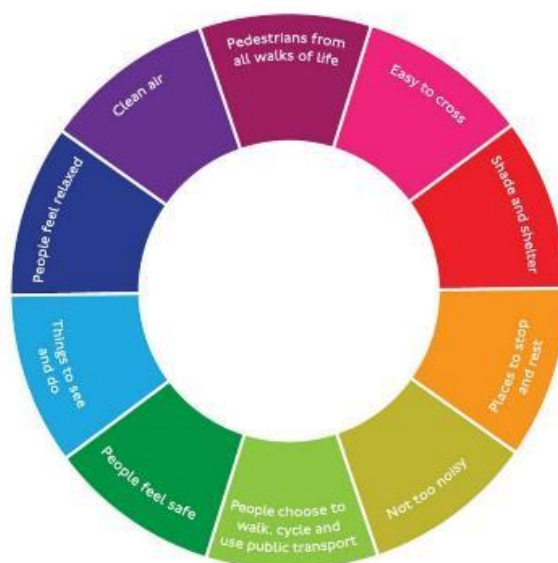 Pedestrians from
all walks of life
Easy to cross
Shade and shelter
Places to stop
and rest
Not too noisy
People choose to
walk, cycle and
use public transport
People feel safe
Things to see
and do
People feel relaxed
Clean air